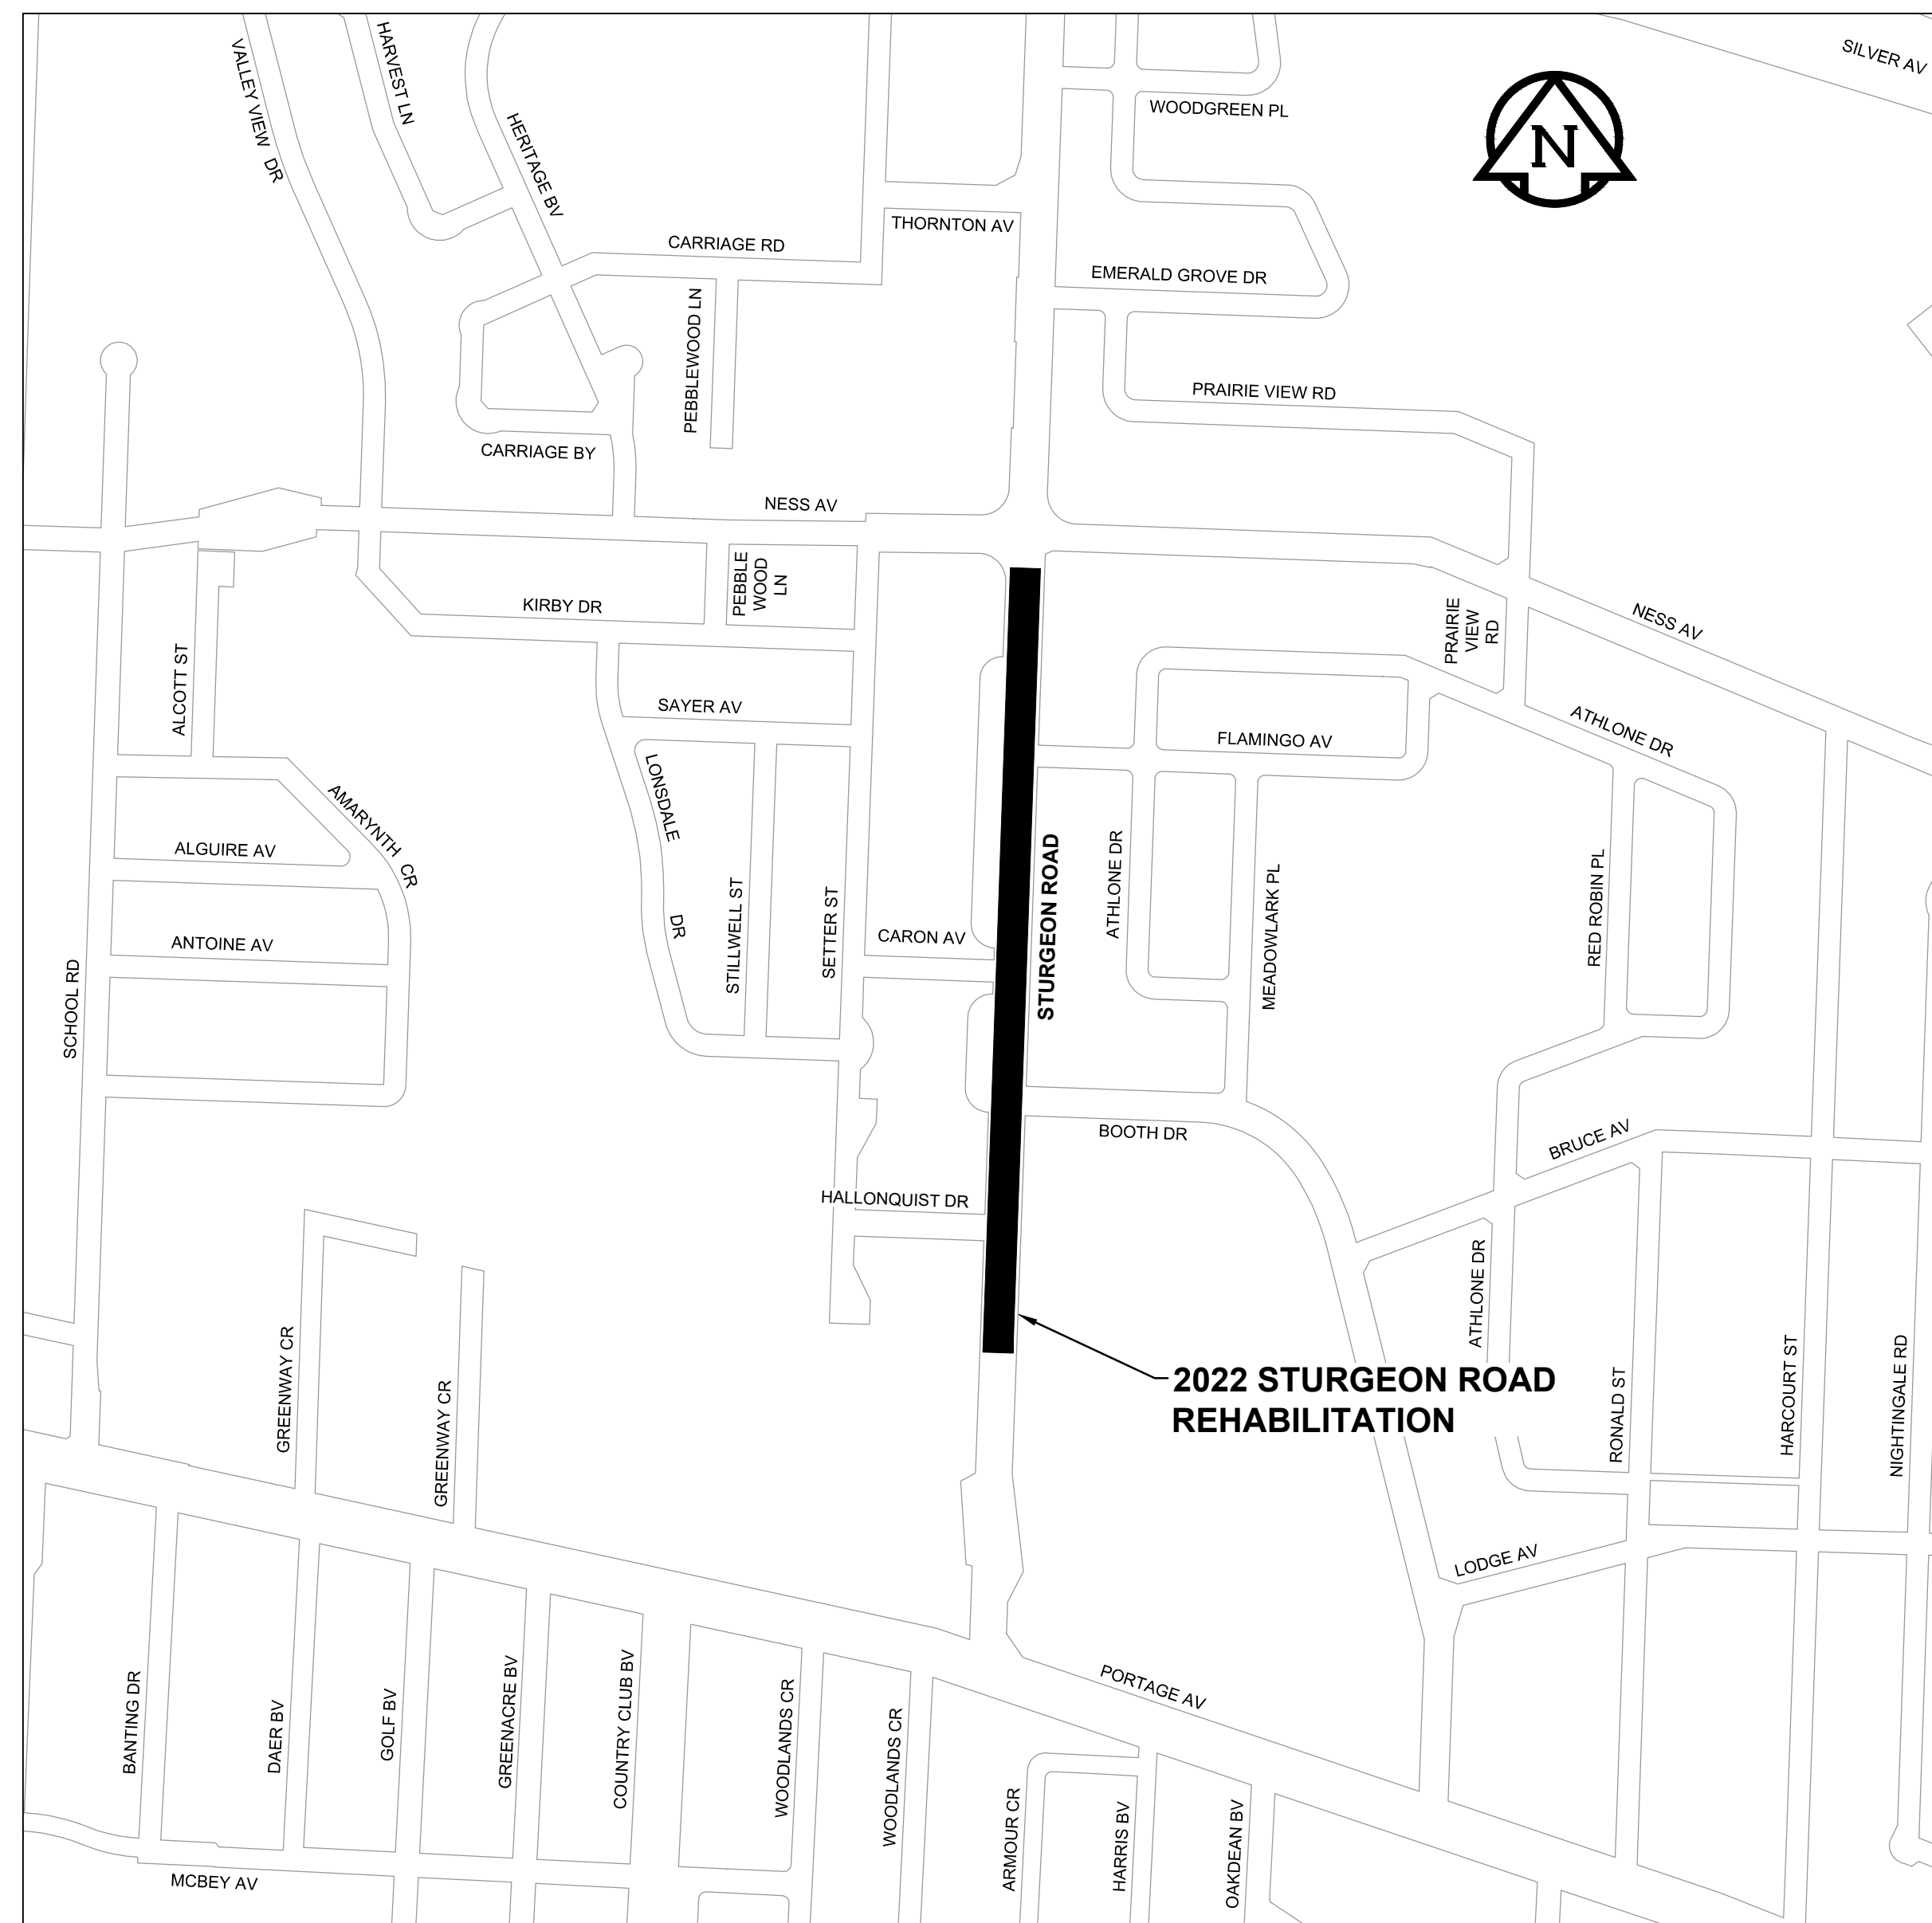 SILVER AV
HARVEST LN
VALLEY VIEW DR
HERITAGE BV
WOODGREEN PL
N
THORNTON AV
CARRIAGE RD
EMERALD GROVE DR
PEBBLEWOOD LN
PRAIRIE VIEW RD
CARRIAGE BY
NESS AV
PEBBLE
WOOD
LN
KIRBY DR
PRAIRIE
VIEW
RD
NESS AV
ALCOTT ST
SAYER AV
FLAMINGO AV
ATHLONE DR
LONSDALE DR
AMARYNTH CR
ALGUIRE AV
STURGEON ROAD
ATHLONE DR
MEADOWLARK PL
RED ROBIN PL
STILLWELL ST
SETTER ST
CARON AV
ANTOINE AV
SCHOOL RD
BOOTH DR
BRUCE AV
HALLONQUIST DR
ATHLONE DR
GREENWAY CR
GREENWAY CR
2022 STURGEON ROAD
REHABILITATION
RONALD ST
HARCOURT ST
NIGHTINGALE RD
LODGE AV
PORTAGE AV
BANTING DR
DAER BV
GOLF BV
GREENACRE BV
COUNTRY CLUB BV
WOODLANDS CR
WOODLANDS CR
ARMOUR CR
HARRIS BV
OAKDEAN BV
MCBEY AV